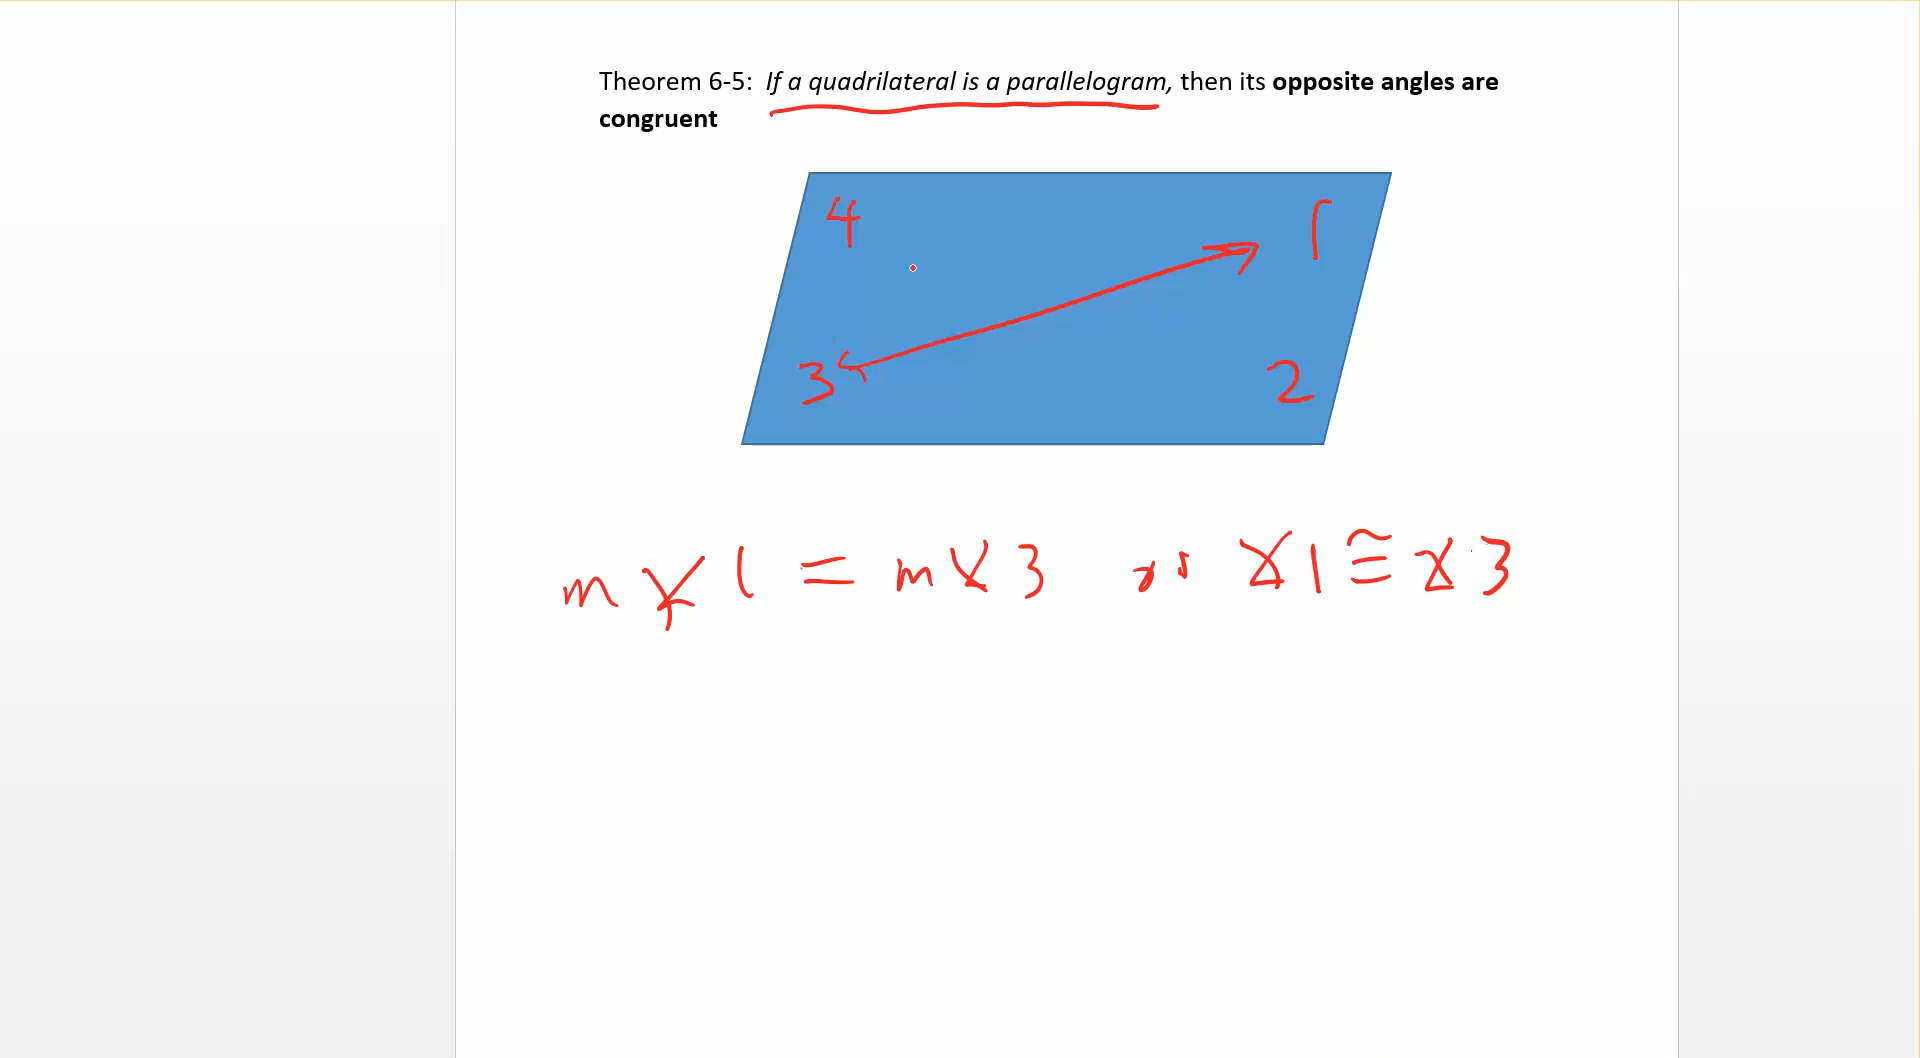 Theorem 6-5: If a quadrilateral is a parallelogram, then its opposite angles are
congruent
4 1
3 2
m∡1 = m∡3 or ∡1 ≅ ∡3